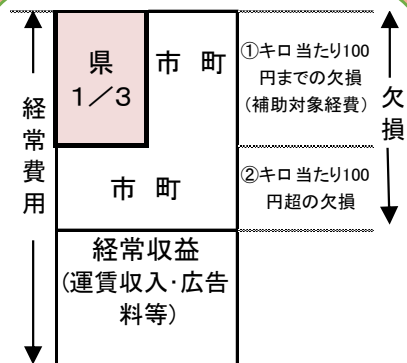 経常費用
県
1／3
市 町
市 町
経常収益
(運賃収入･広告
料等)
①キロ当たり100
円までの欠損
(補助対象経費)
②キロ当たり100
円超の欠損
欠損